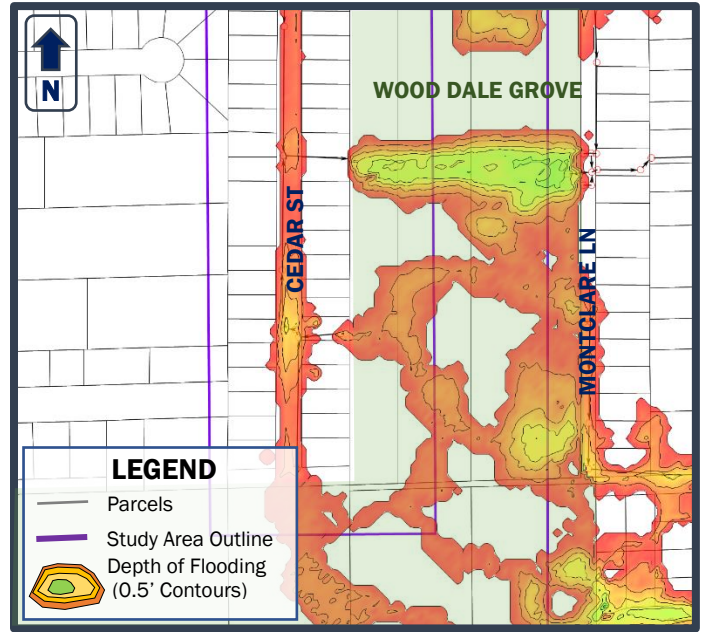 N
WOOD DALE GROVE
CEDAR ST
MONTCLARE LN
LEGEND
Parcels
Study Area Outline
Depth of Flooding
(0.5’ Contours)